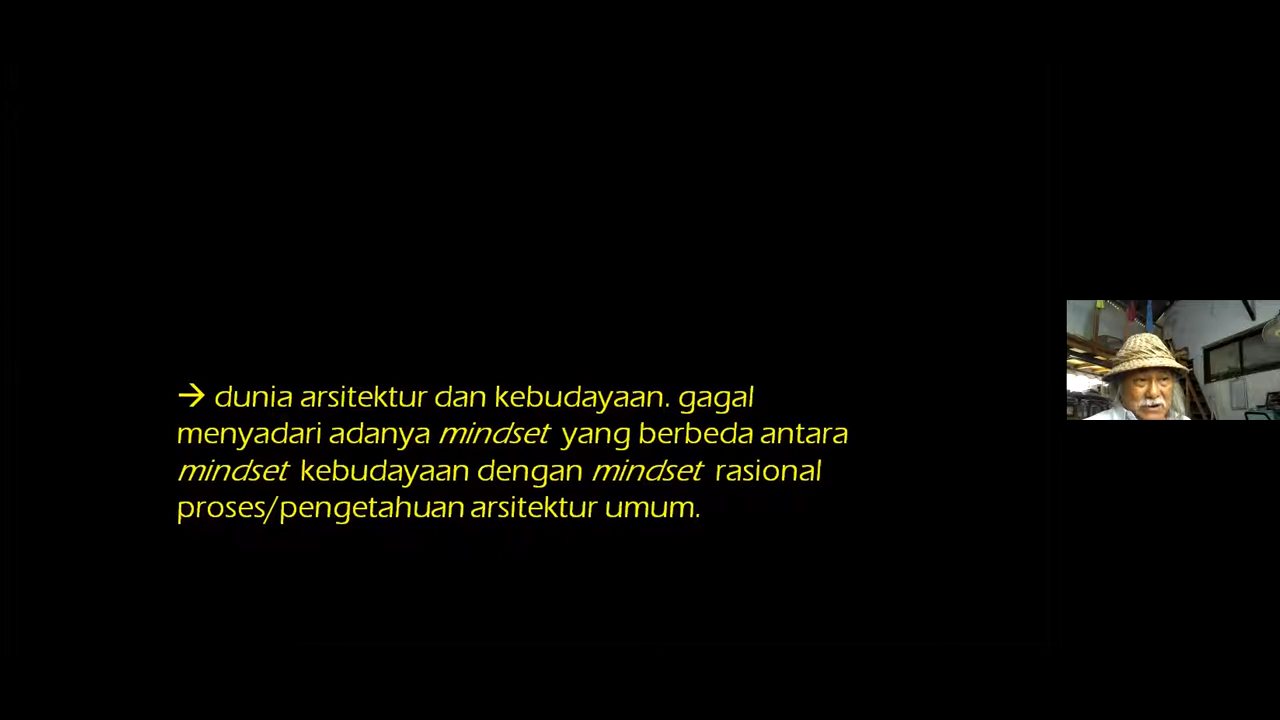 → dunia arsitektur dan kebudayaan. gagal
menyadari adanya mindset yang berbeda antara
mindset kebudayaan dengan mindset rasional
proses/pengetahuan arsitektur umum.